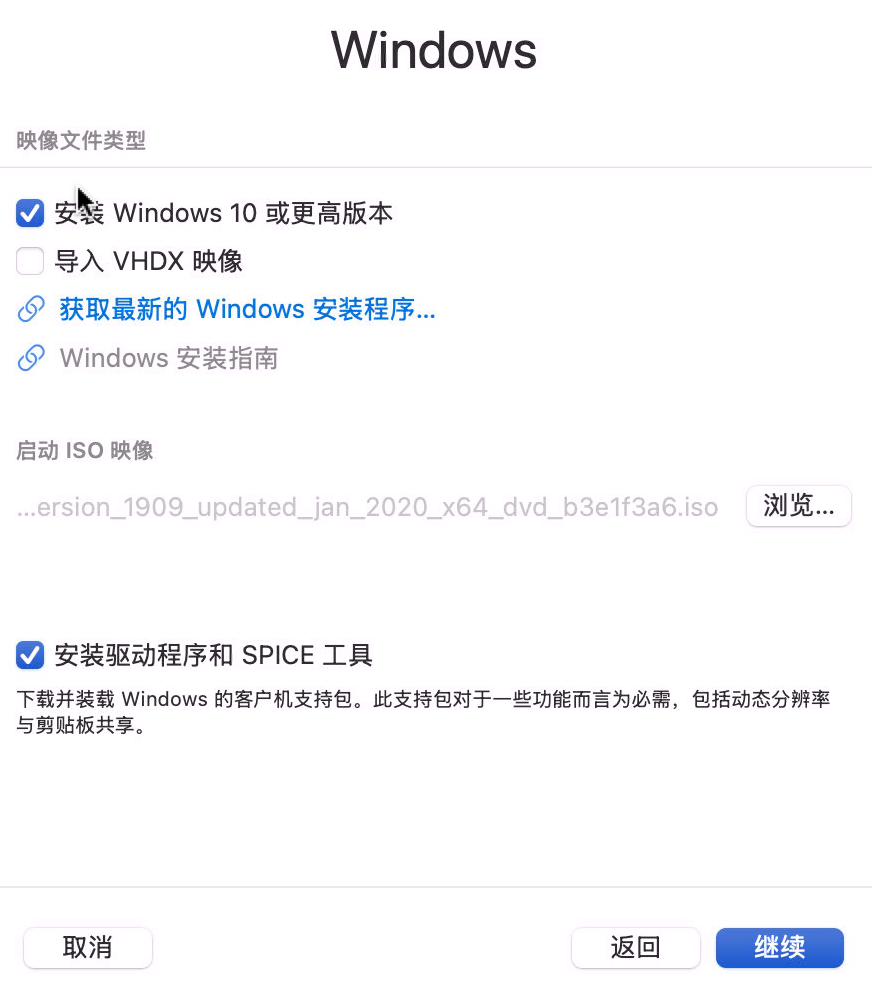 Windows
映像文件类型
安装 Windows 10 或更高版本
导入 VHDX 映像
获取最新的 Windows 安装程序...
Windows 安装指南
启动 ISO 映像
...ersion_1909_updated_jan_2020_x64_dvd_b3e1f3a6.iso
浏览...
安装驱动程序和 SPICE 工具
下载并装载 Windows 的客户机支持包。此支持包对于一些功能而言为必需，包括动态分辨率
与剪贴板共享。
取消
返回
继续